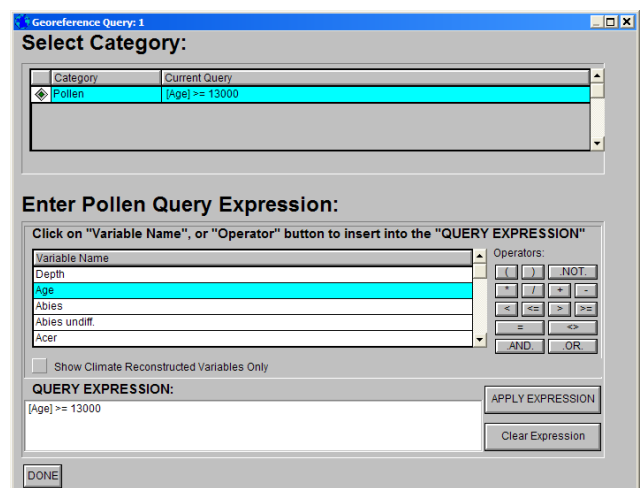 Georeference Query: 1
Select Category:
Category Current Query
Pollen [Age] >= 13000
Enter Pollen Query Expression:
Click on "Variable Name", or "Operator" button to insert into the "QUERY EXPRESSION"
Variable Name
Depth
Age
Abies
Abies undiff.
Acer
Operators:
( ) .NOT.
* / + -
< <= > >=
= <>
.AND. .OR.
Show Climate Reconstructed Variables Only
QUERY EXPRESSION:
[Age] >= 13000
APPLY EXPRESSION
Clear Expression
DONE